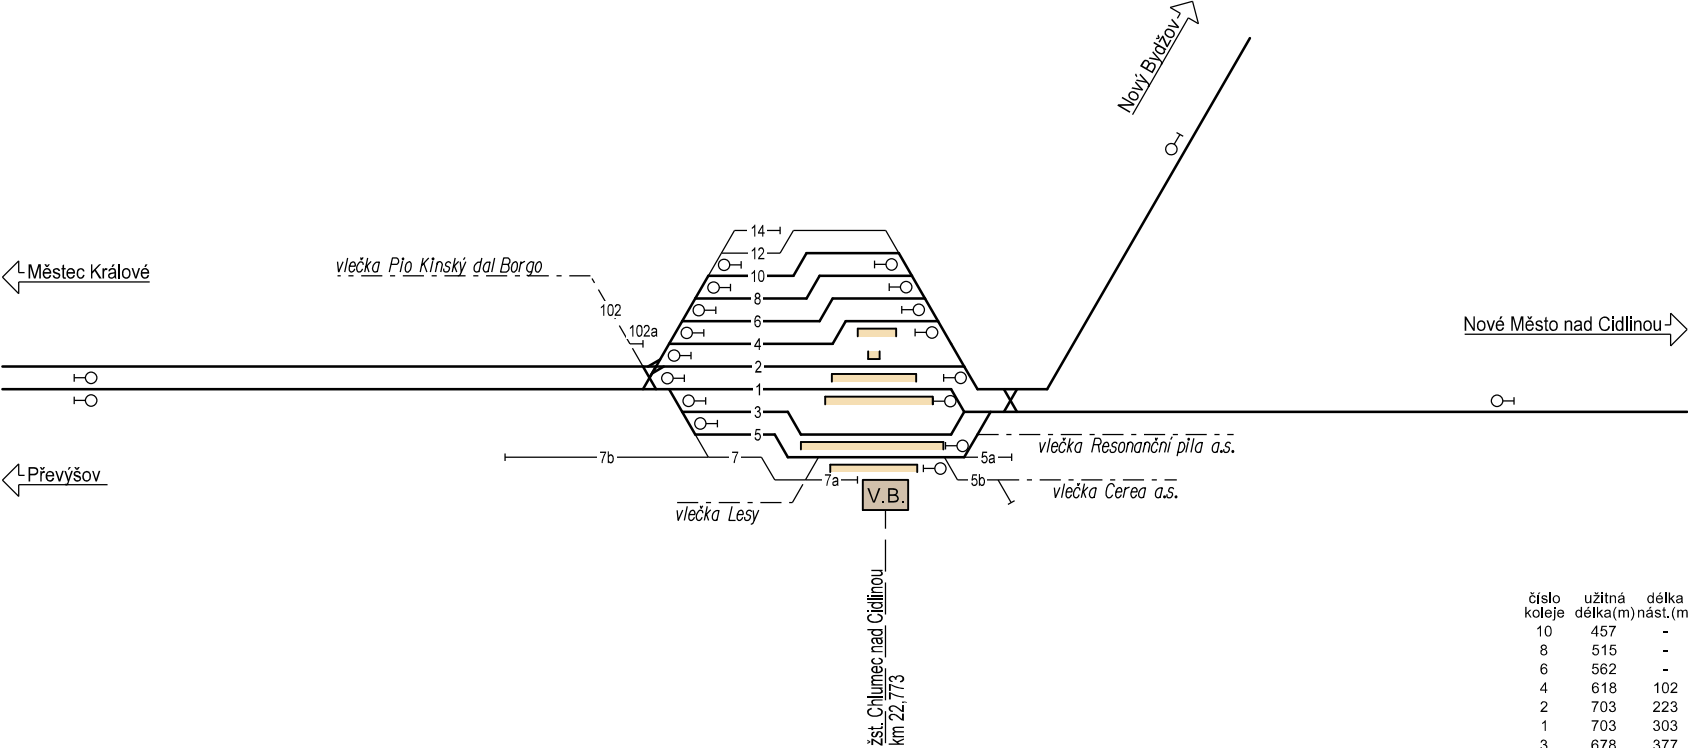 Nový Bydžov
14
12
Městec Králové
vlečka Pio Kinský dal Borgo
10
8
102
6
102a
4
Nové Město nad Cidlinou
2
1
3
5
vlečka Resonanční pila a.s.
Převýšov
7b
7
5a
7a
5b
V.B.
vlečka Cerea a.s.
vlečka Lesy
žst. Chlumec nad Cidlinou
km 22,773
číslo užitná délka
koleje délka(m) nást.(m
10 457 -
8 515 -
6 562 -
4 618 102
2 703 223
1 703 303
3 678 377